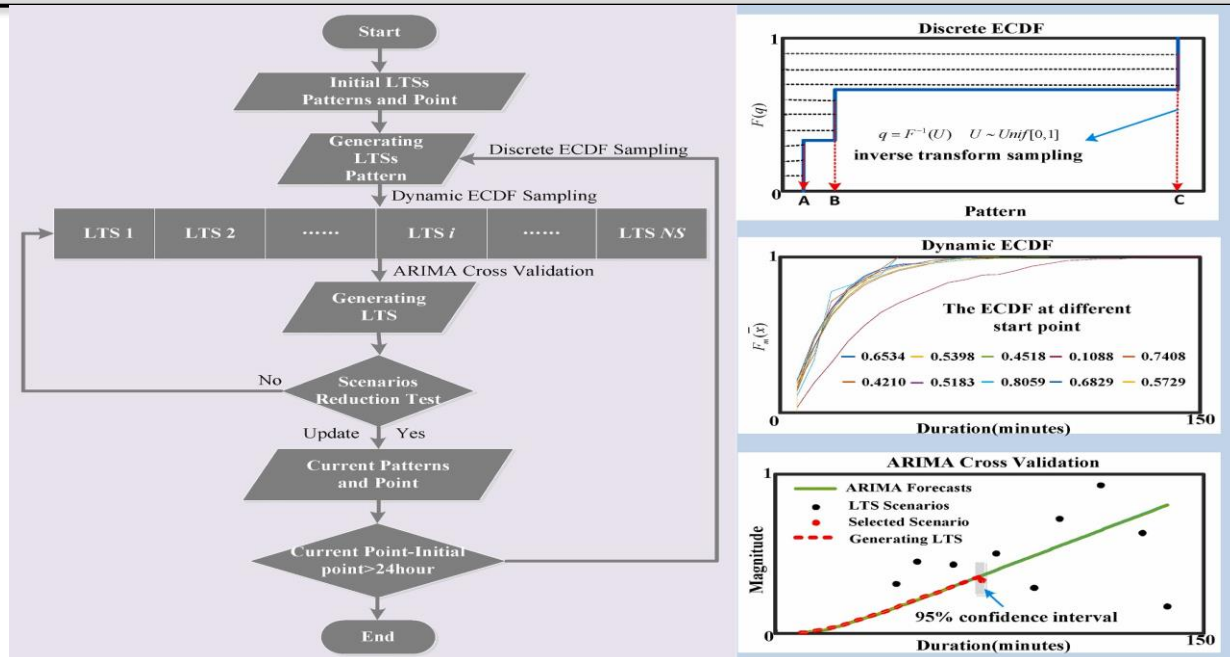 Start
Initial LTSs
Patterns and Point
Generating
LTSs
Pattern
Discrete ECDF Sampling
Dynamic ECDF Sampling
LTS 1
LTS 2
......
LTS i
......
LTS NS
ARIMA Cross Validation
Generating
LTS
No
Scenarios
Reduction Test
Update
Yes
Current Patterns
and Point
Current Point-Initial
point>24hour
End
Discrete ECDF
1
F(q)
q = F⁻¹(U) U ~ Unif[0,1]
inverse transform sampling
0
A
B
C
Pattern
Dynamic ECDF
1
Fₘ(x̄)
The ECDF at different
start point
0.6534 0.5398 0.4518 0.1088 0.7408
0.4210 0.5183 0.8059 0.6829 0.5729
0
150
Duration(minutes)
ARIMA Cross Validation
1
Magnitude
ARIMA Forecasts
LTS Scenarios
Selected Scenario
Generating LTS
95% confidence interval
0
150
Duration(minutes)